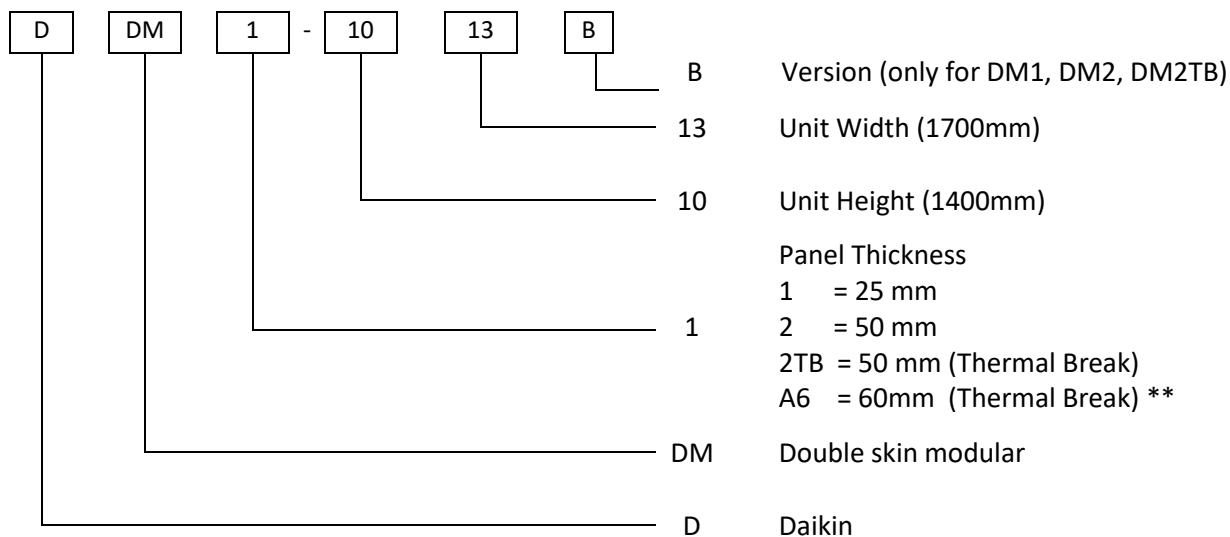 D DM 1 - 10 13 B
B Version (only for DM1, DM2, DM2TB)
13 Unit Width (1700mm)
10 Unit Height (1400mm)
Panel Thickness
1 = 25 mm
1 2 = 50 mm
2TB = 50 mm (Thermal Break)
A6 = 60mm (Thermal Break) **
DM Double skin modular
D Daikin